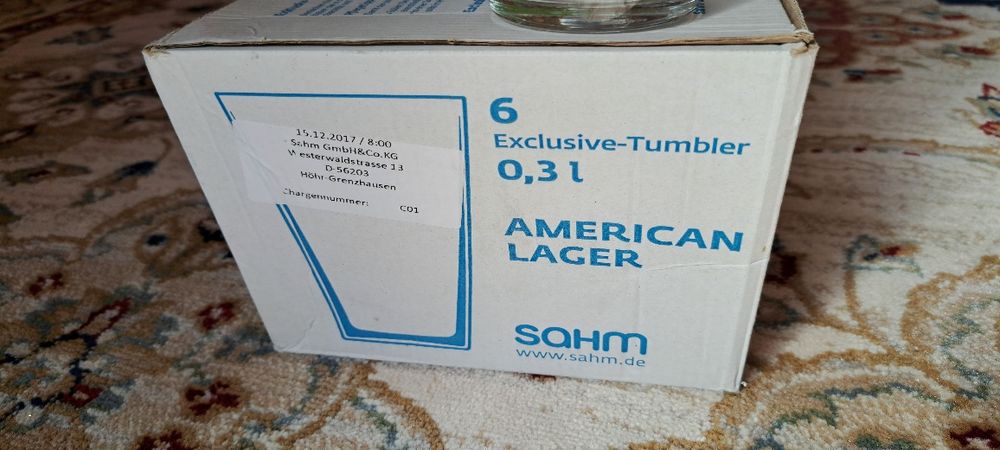 15.12.2017 / 8:00
Sahm GmbH&Co.KG
Westerwaldstrasse 13
D-56203
Höhr-Grenzhausen
Chargennummer: C01
6
Exclusive-Tumbler
0,3 l
AMERICAN
LAGER
sahm
www.sahm.de